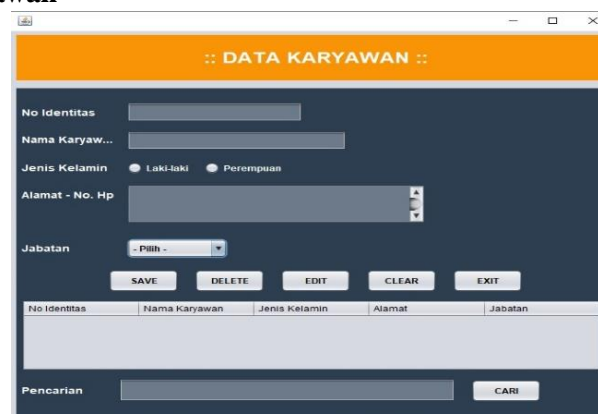 :: DATA KARYAWAN ::
No Identitas
Nama Karyaw...
Jenis Kelamin Laki-laki Perempuan
Alamat - No. Hp
Jabatan - Pilih -
SAVE DELETE EDIT CLEAR EXIT
No Identitas Nama Karyawan Jenis Kelamin Alamat Jabatan
Pencarian CARI